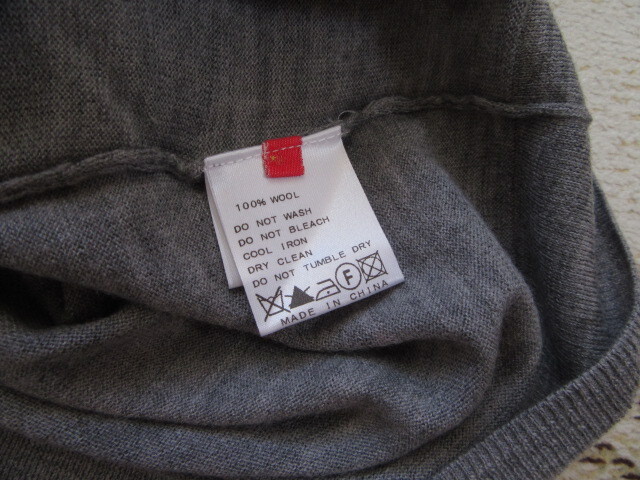 100% WOOL
DO NOT WASH
DO NOT BLEACH
COOL IRON
DRY CLEAN
DO NOT TUMBLE DRY
F
MADE IN CHINA